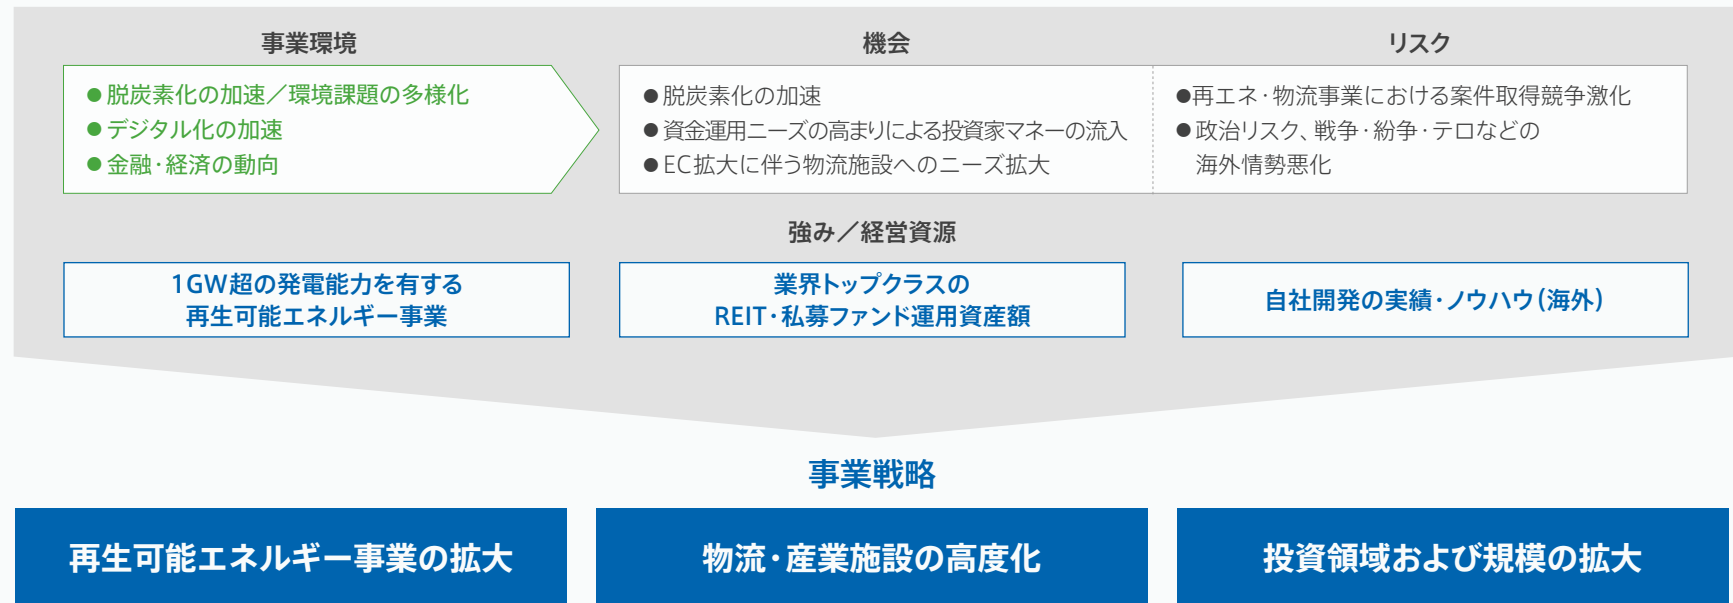 事業環境
●脱炭素化の加速／環境課題の多様化
●デジタル化の加速
●金融・経済の動向
機会
●脱炭素化の加速
●資金運用ニーズの高まりによる投資家マネーの流入
●EC拡大に伴う物流施設へのニーズ拡大
リスク
●再エネ・物流事業における案件取得競争激化
●政治リスク、戦争・紛争・テロなどの
海外情勢悪化
強み／経営資源
1GW超の発電能力を有する
再生可能エネルギー事業
業界トップクラスの
REIT・私募ファンド運用資産額
自社開発の実績・ノウハウ（海外）
事業戦略
再生可能エネルギー事業の拡大
物流・産業施設の高度化
投資領域および規模の拡大